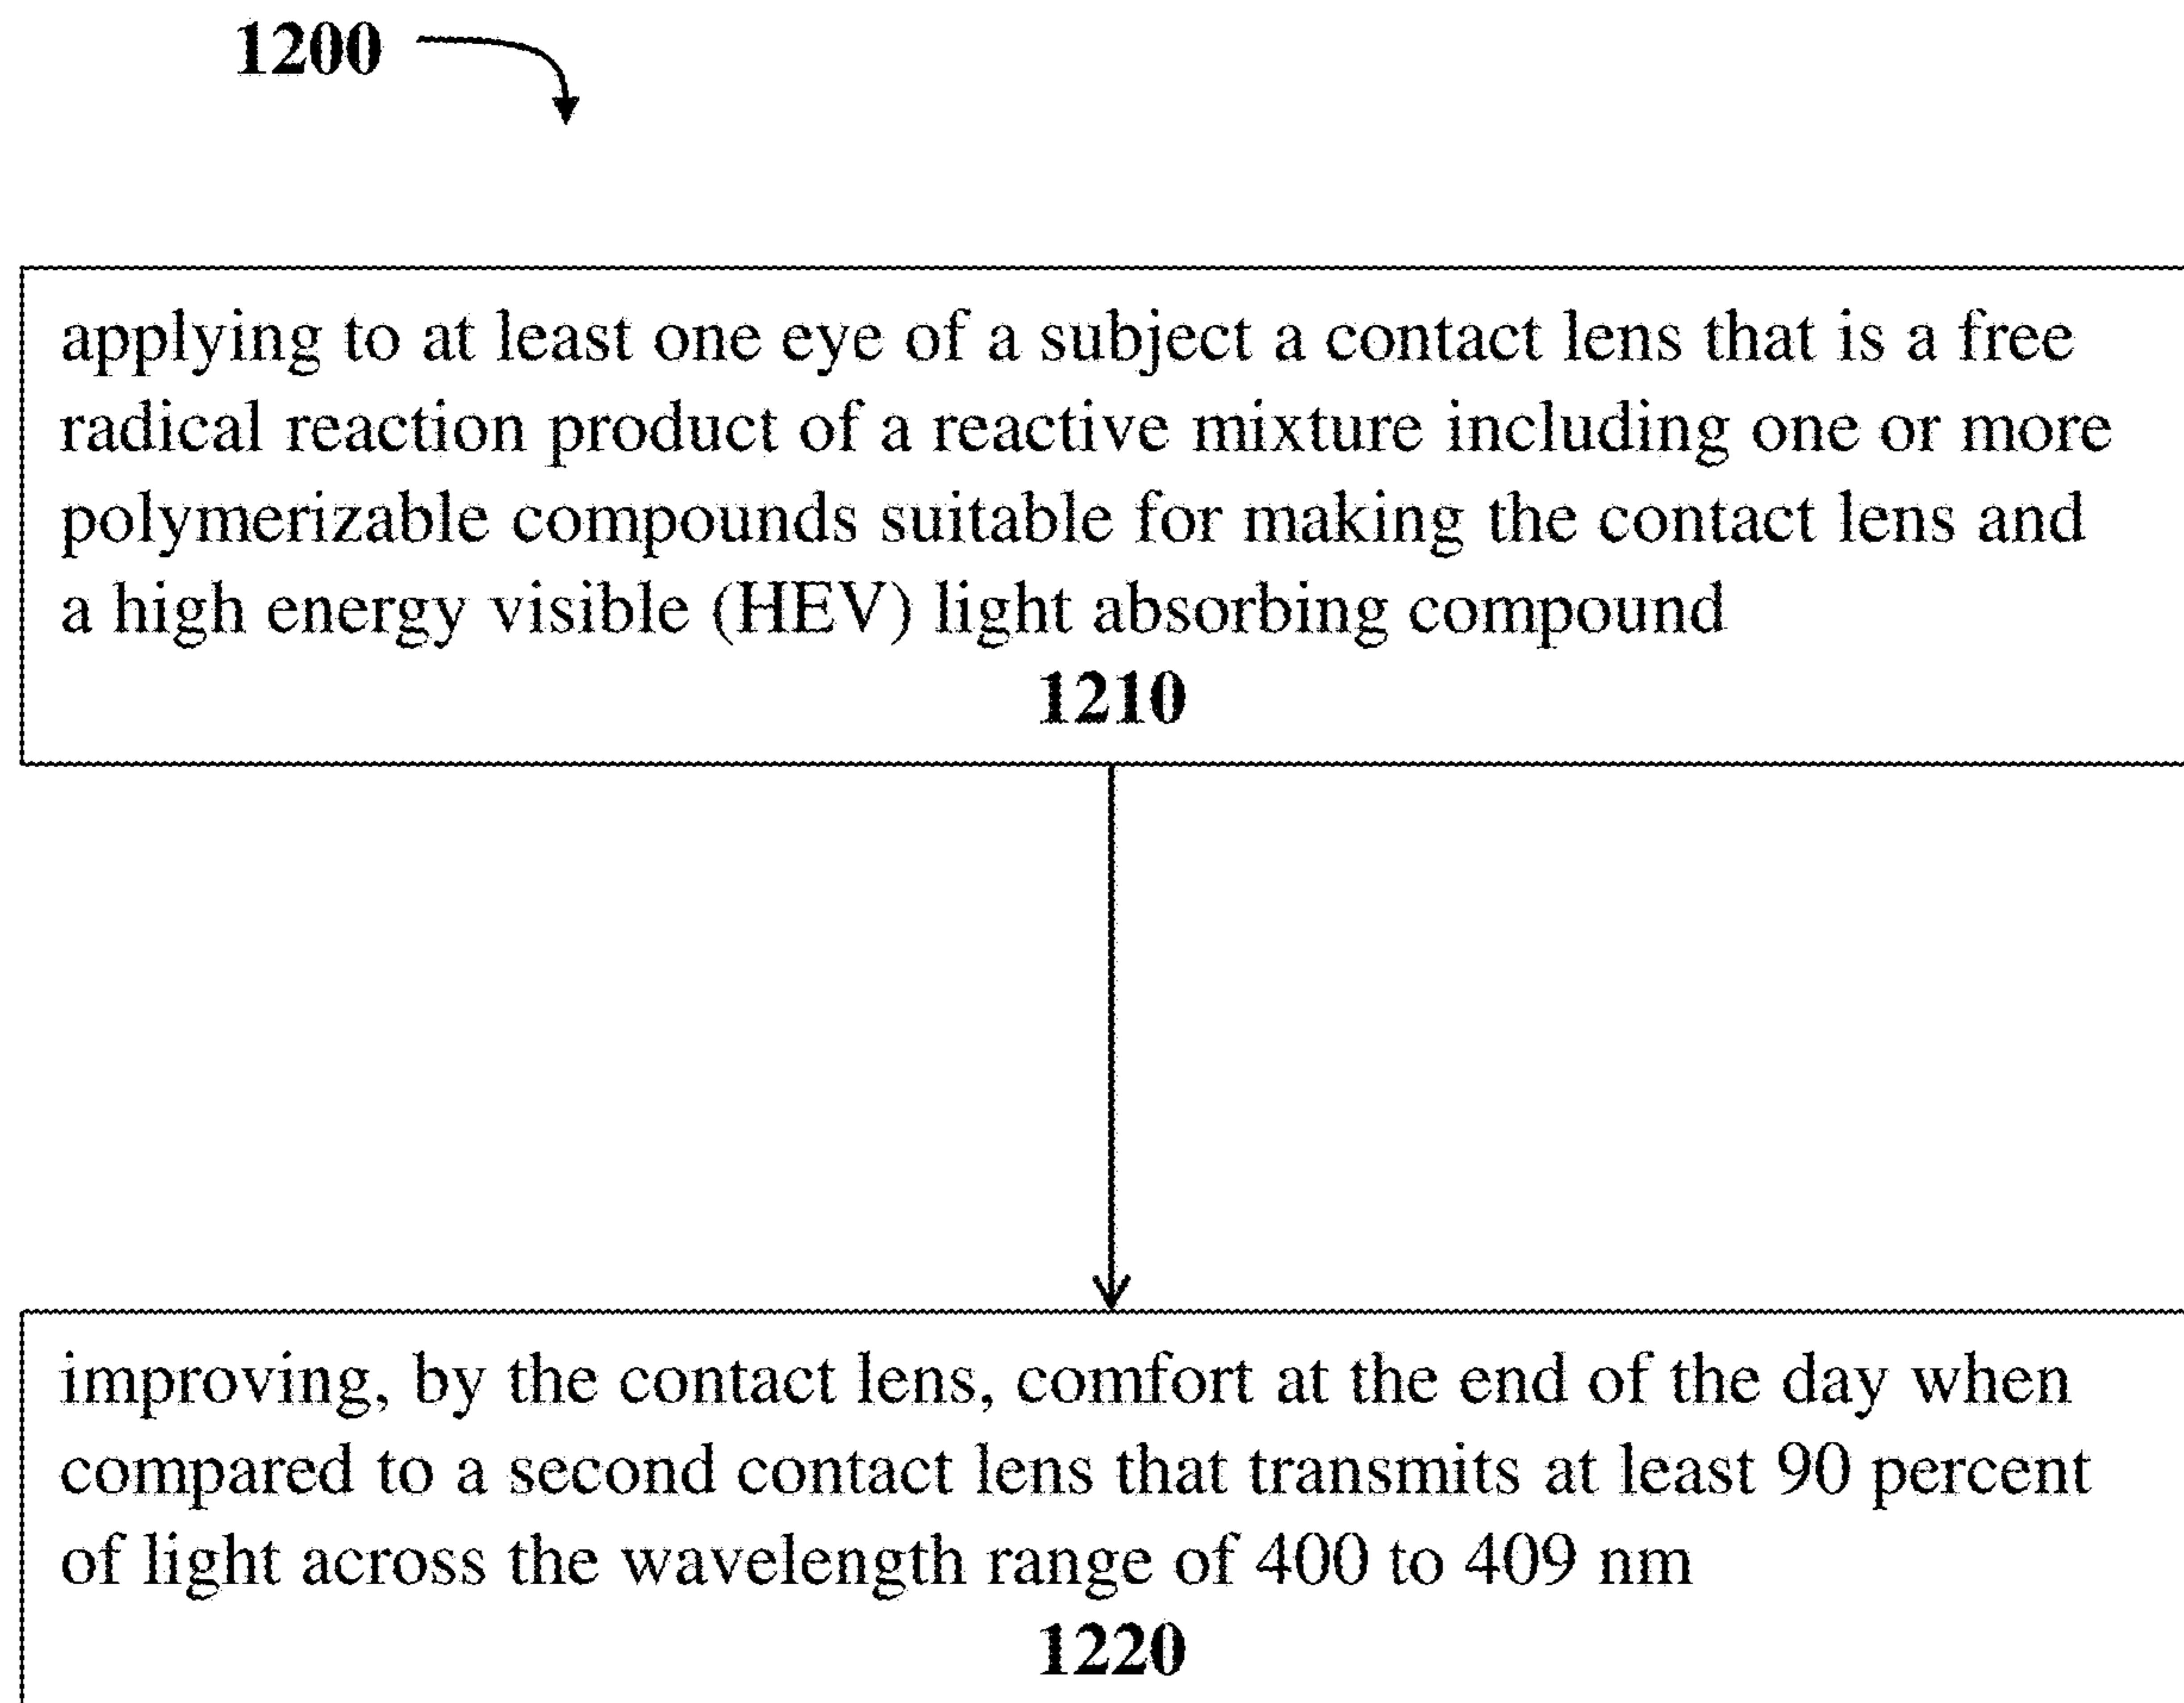 1200
applying to at least one eye of a subject a contact lens that is a free
radical reaction product of a reactive mixture including one or more
polymerizable compounds suitable for making the contact lens and
a high energy visible (HEV) light absorbing compound
1210
improving, by the contact lens, comfort at the end of the day when
compared to a second contact lens that transmits at least 90 percent
of light across the wavelength range of 400 to 409 nm
1220